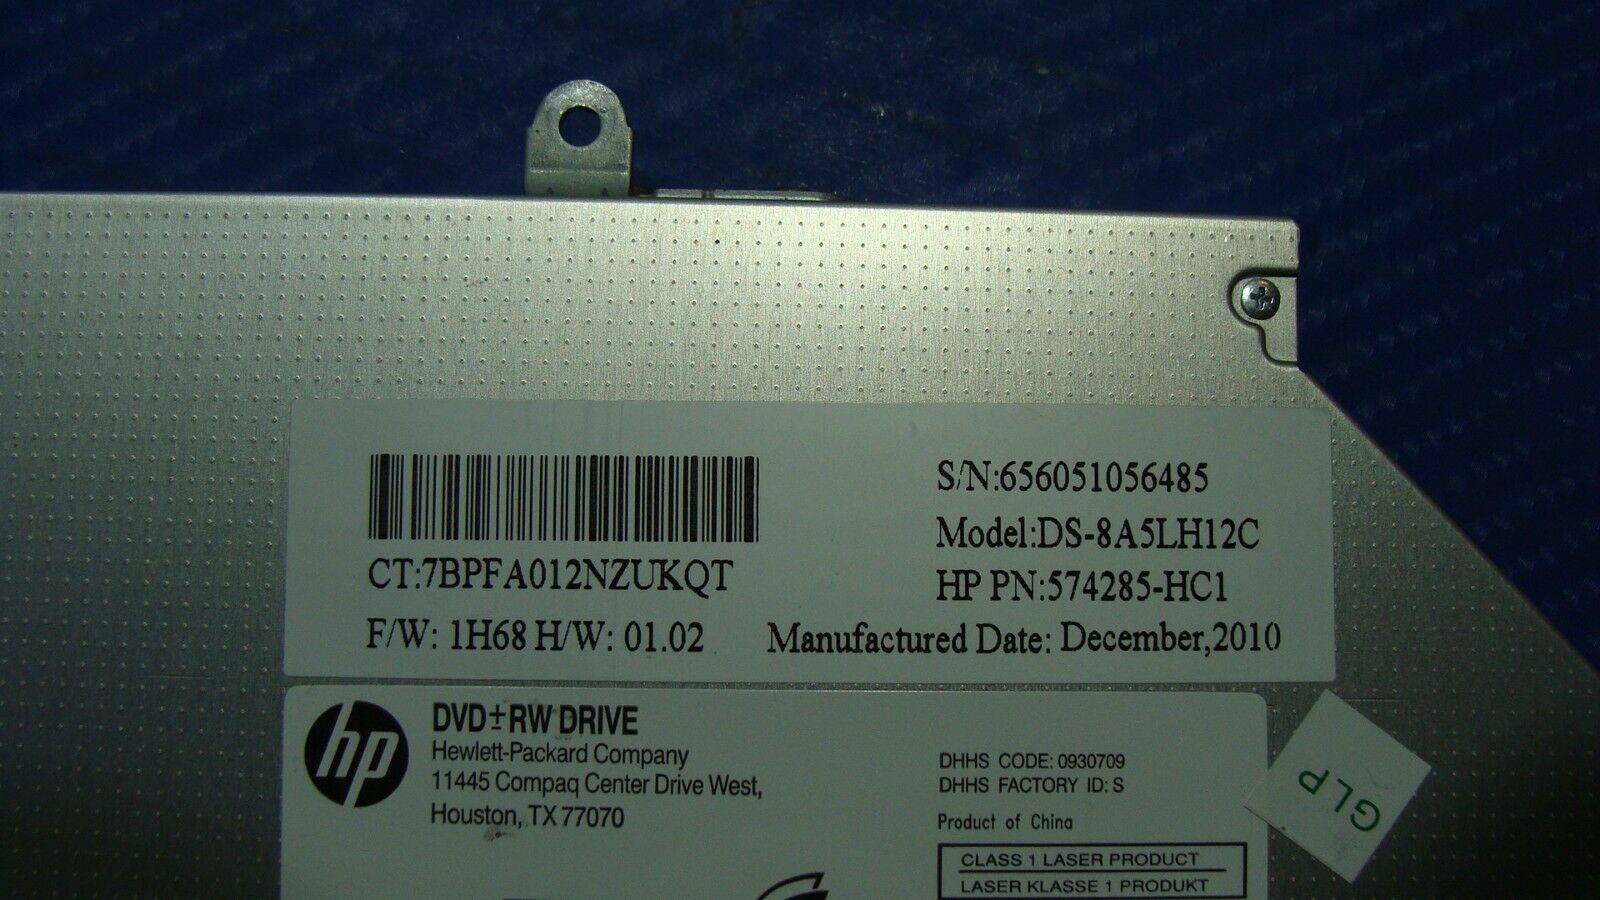 S/N:656051056485
Model:DS-8A5LH12C
CT:7BPFA012NZUKQT
HP PN:574285-HC1
F/W: 1H68 H/W: 01.02
Manufactured Date: December,2010
hp
DVD±RW DRIVE
Hewlett-Packard Company
11445 Compaq Center Drive West,
Houston, TX 77070
DHHS CODE: 0930709
DHHS FACTORY ID: S
Product of China
CLASS 1 LASER PRODUCT
LASER KLASSE 1 PRODUKT
GLP